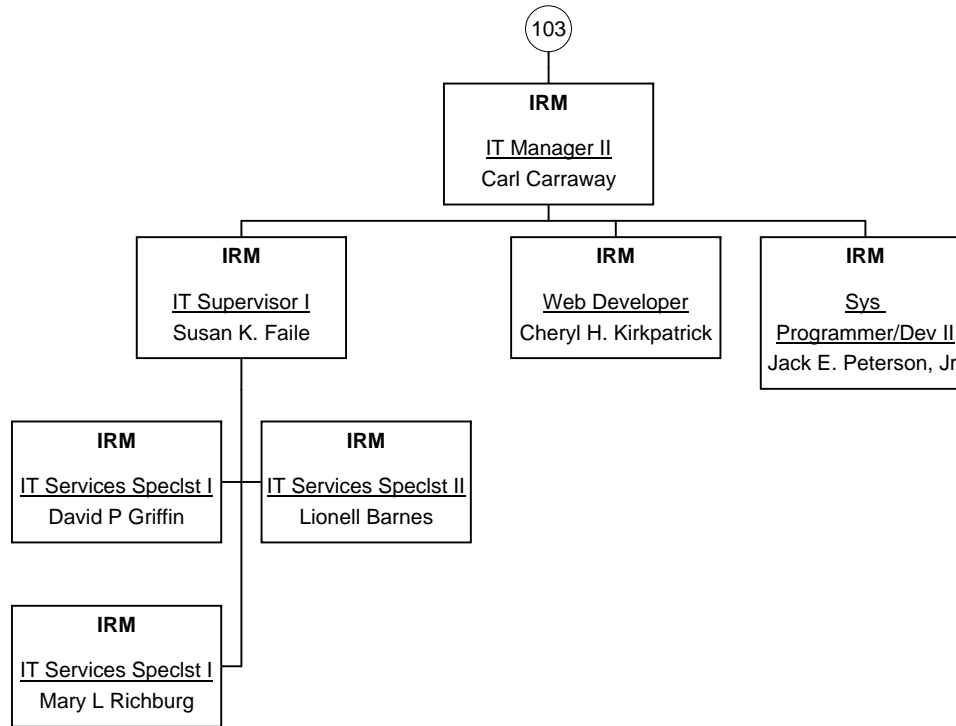 103
IRM
IT Manager II
Carl Carraway
IRM
IT Supervisor I
Susan K. Faile
IRM
Web Developer
Cheryl H. Kirkpatrick
IRM
Sys
Programmer/Dev II
Jack E. Peterson, Jr
IRM
IT Services Speclst I
David P Griffin
IRM
IT Services Speclst II
Lionell Barnes
IRM
IT Services Speclst I
Mary L Richburg